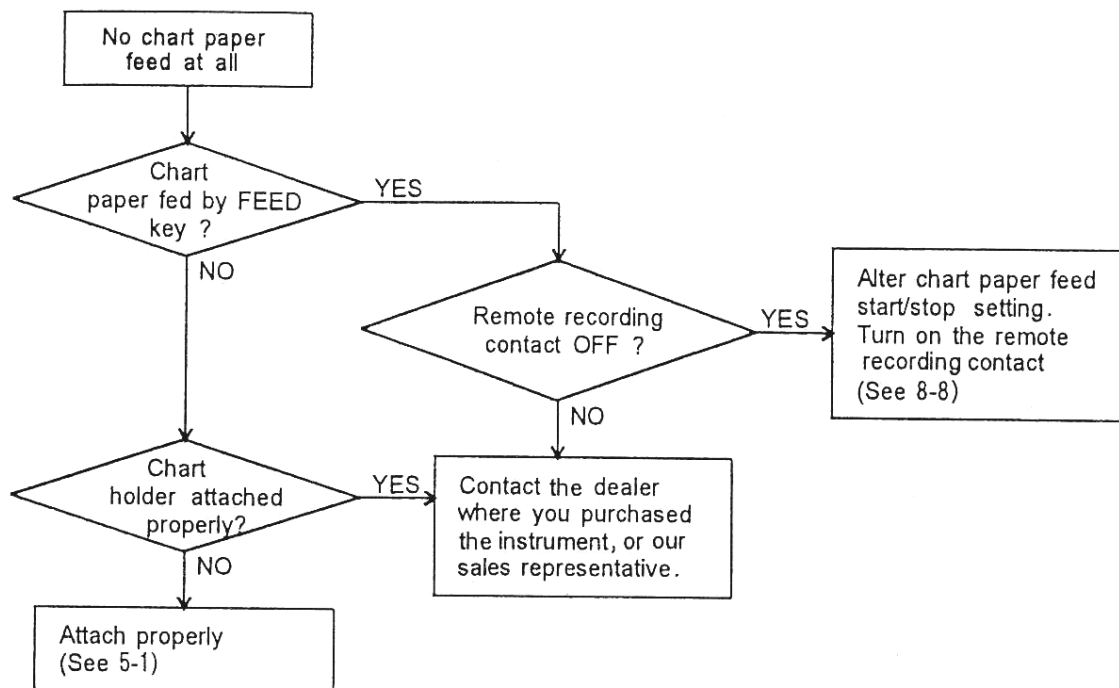 No chart paper
feed at all
Chart
paper fed by FEED
key ?
YES
NO
Remote recording
contact OFF ?
YES
NO
Alter chart paper feed
start/stop setting.
Turn on the remote
recording contact
(See 8-8)
Chart
holder attached
properly?
YES
NO
Contact the dealer
where you purchased
the instrument, or our
sales representative.
Attach properly
(See 5-1)